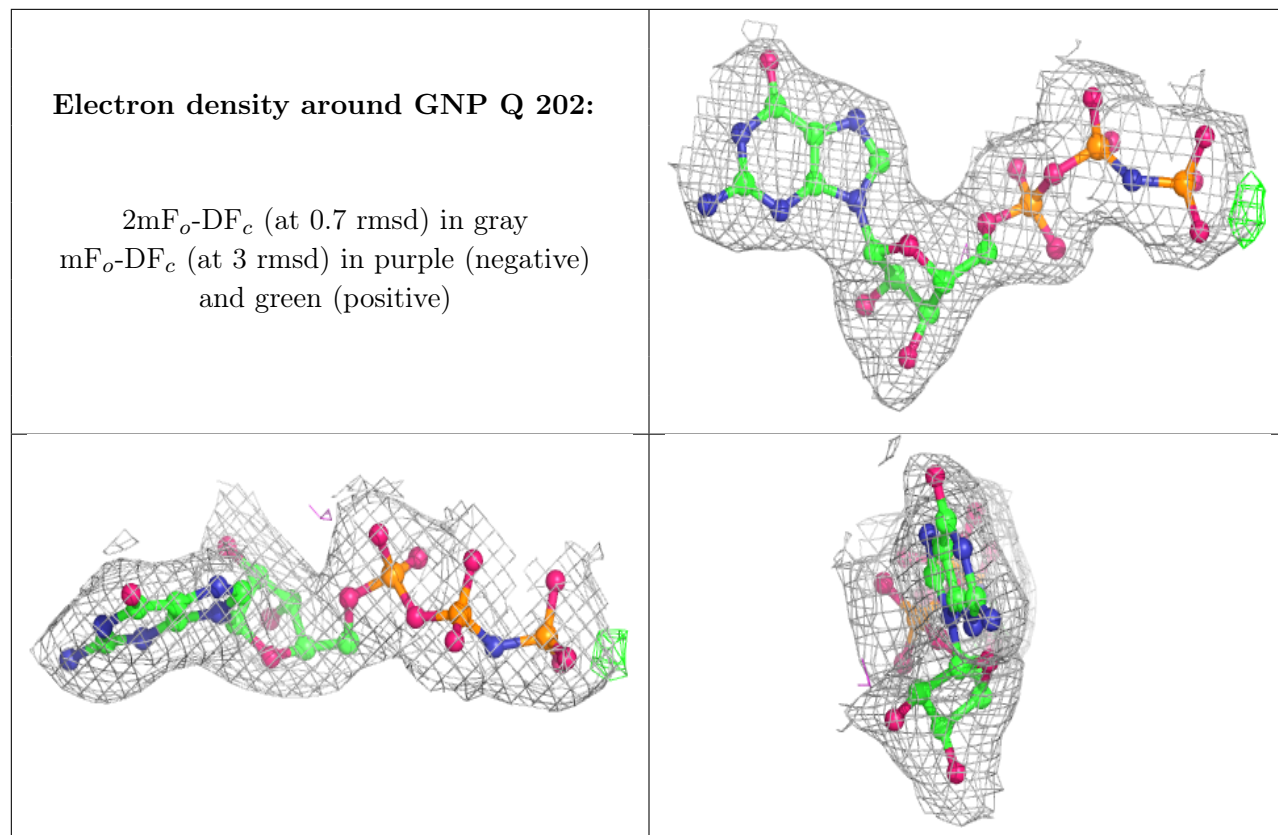 Electron density around GNP Q 202:
2mFo-DFc (at 0.7 rmsd) in gray
mFo-DFc (at 3 rmsd) in purple (negative)
and green (positive)